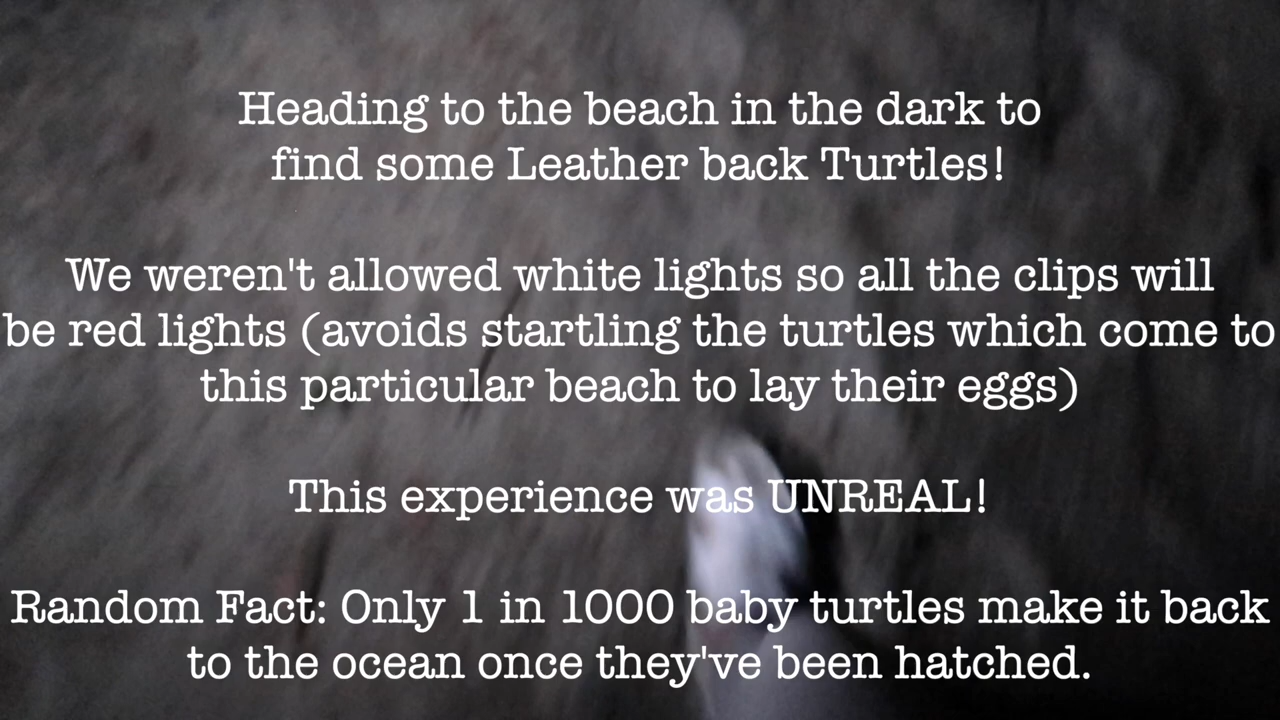 Heading to the beach in the dark to
find some Leather back Turtles!
We weren't allowed white lights so all the clips will
be red lights (avoids startling the turtles which come to
this particular beach to lay their eggs)
This experience was UNREAL!
Random Fact: Only 1 in 1000 baby turtles make it back
to the ocean once they've been hatched.